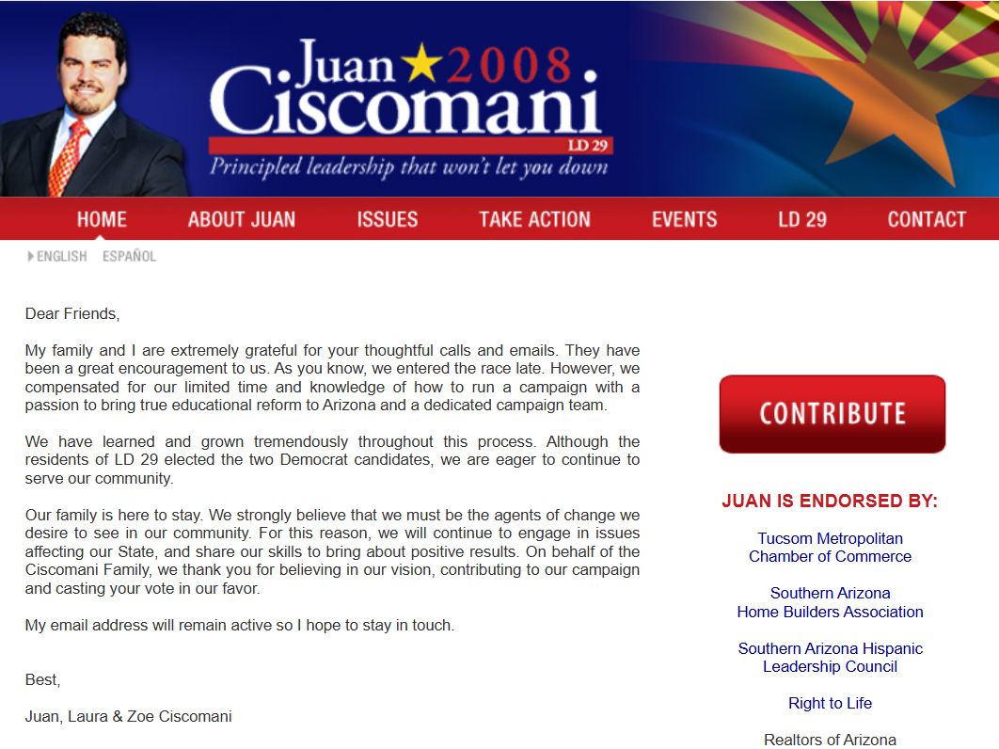 Juan 2008
Ciscomani
LD 29
Principled leadership that won't let you down
HOME ABOUT JUAN ISSUES TAKE ACTION EVENTS LD 29 CONTACT
ENGLISH ESPAÑOL
Dear Friends,
My family and I are extremely grateful for your thoughtful calls and emails. They have
been a great encouragement to us. As you know, we entered the race late. However, we
compensated for our limited time and knowledge of how to run a campaign with a
passion to bring true educational reform to Arizona and a dedicated campaign team.
We have learned and grown tremendously throughout this process. Although the
residents of LD 29 elected the two Democrat candidates, we are eager to continue to
serve our community.
Our family is here to stay. We strongly believe that we must be the agents of change we
desire to see in our community. For this reason, we will continue to engage in issues
affecting our State, and share our skills to bring about positive results. On behalf of the
Ciscomani Family, we thank you for believing in our vision, contributing to our campaign
and casting your vote in our favor.
My email address will remain active so I hope to stay in touch.
Best,
Juan, Laura & Zoe Ciscomani
CONTRIBUTE
JUAN IS ENDORSED BY:
Tucsom Metropolitan
Chamber of Commerce
Southern Arizona
Home Builders Association
Southern Arizona Hispanic
Leadership Council
Right to Life
Realtors of Arizona